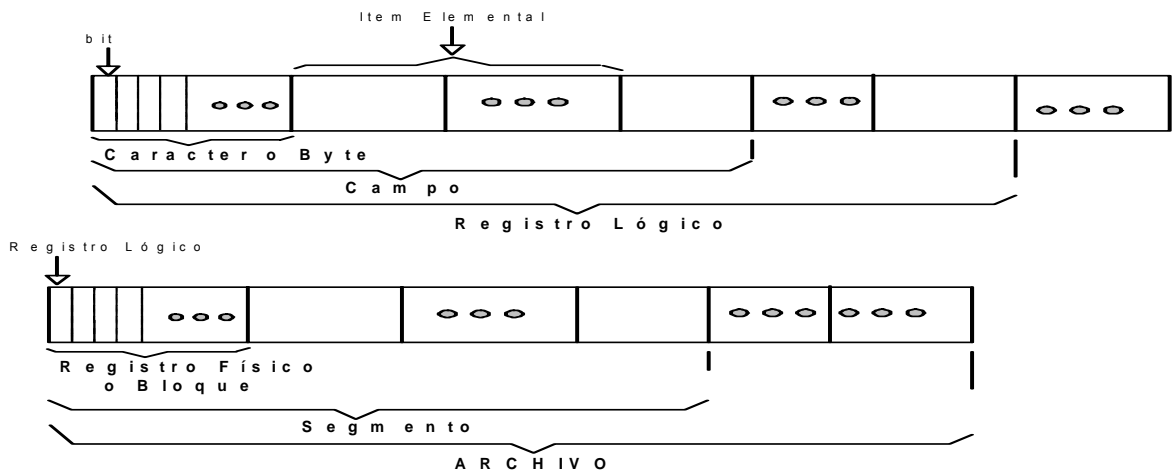 Item Elemental
bit
Caracter o Byte
Campo
Registro Lógico
Registro Lógico
Registro Físico
o Bloque
Segmento
ARCHIVO